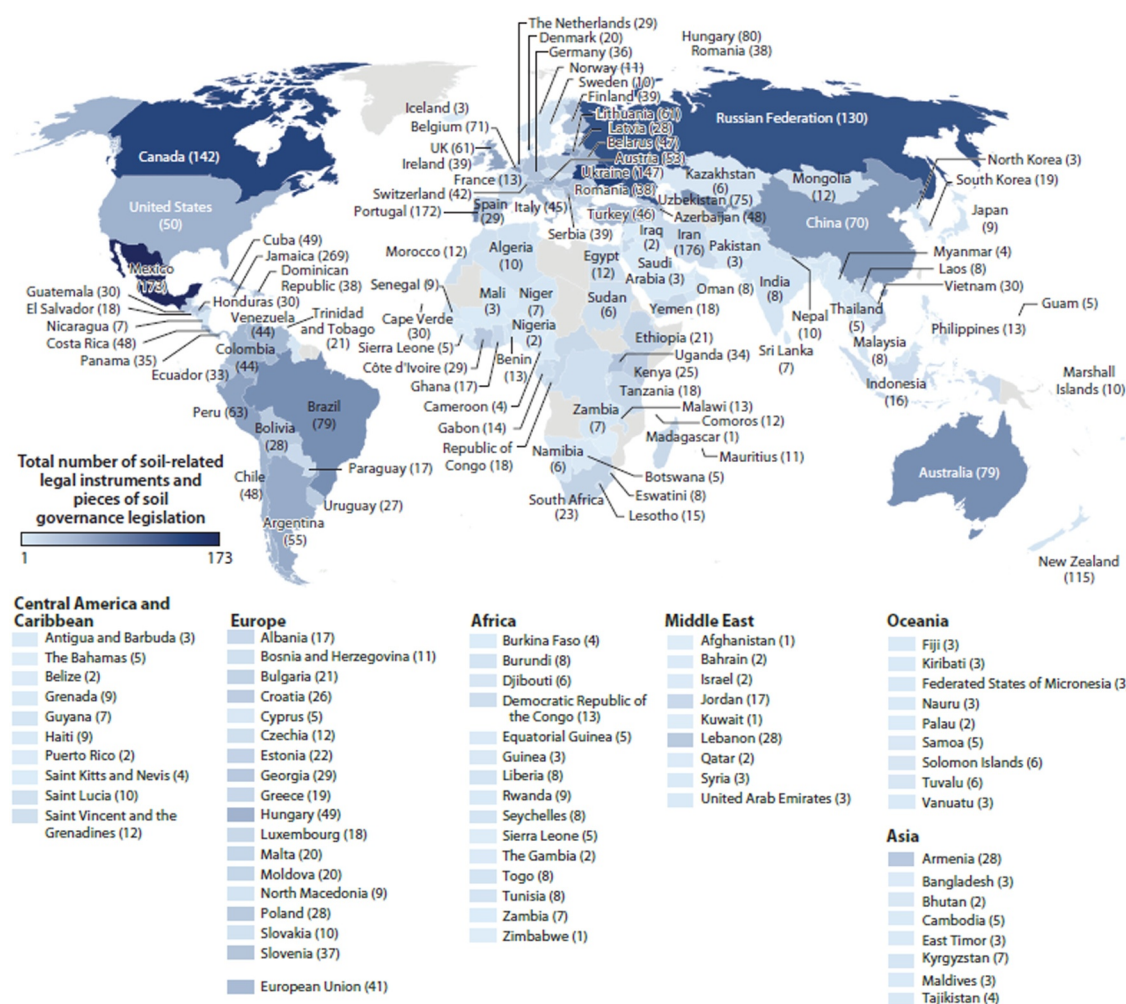 The Netherlands (29)
Denmark (20)
Germany (36)
Norway (11)
Sweden (10)
Finland (39)
Lithuania (61)
Latvia (28)
Belarus (47)
Austria (53)
Ukraine (147)
Romania (38)
Hungary (80)
Romania (38)
Iceland (3)
Belgium (71)
UK (61)
Ireland (39)
France (13)
Switzerland (42)
Portugal (172)
Spain
(29)
Italy (45)
Serbia (39)
Turkey (46)
Russian Federation (130)
Kazakhstan
(6)
Uzbekistan (75)
Azerbaijan (48)
Mongolia
(12)
China (70)
North Korea (3)
South Korea (19)
Japan
(9)
Canada (142)
United States
(50)
Mexico
(173)
Cuba (49)
Jamaica (269)
Dominican
Republic (38)
Guatemala (30)
El Salvador (18)
Nicaragua (7)
Costa Rica (48)
Panama (35)
Honduras (30)
Venezuela
(44)
Trinidad
and Tobago
(21)
Colombia
(44)
Ecuador (33)
Peru (63)
Brazil
(79)
Bolivia
(28)
Paraguay (17)
Chile
(48)
Uruguay (27)
Argentina
(55)
Morocco (12)
Algeria
(10)
Egypt
(12)
Iraq
(2)
Iran
(176)
Saudi
Arabia (3)
Pakistan
(3)
Oman (8)
Yemen (18)
India
(8)
Nepal
(10)
Sri Lanka
(7)
Myanmar (4)
Laos (8)
Vietnam (30)
Thailand
(5)
Malaysia
(8)
Philippines (13)
Guam (5)
Indonesia
(16)
Marshall
Islands (10)
Australia (79)
New Zealand
(115)
Senegal (9)
Mali
(3)
Niger
(7)
Sudan
(6)
Cape Verde
(30)
Nigeria
(2)
Sierra Leone (5)
Benin
(13)
Côte d'Ivoire (29)
Ghana (17)
Cameroon (4)
Gabon (14)
Republic of
Congo (18)
Ethiopia (21)
Uganda (34)
Kenya (25)
Tanzania (18)
Zambia
(7)
Malawi (13)
Comoros (12)
Madagascar (1)
Mauritius (11)
Namibia
(6)
Botswana (5)
Eswatini (8)
South Africa
(23)
Lesotho (15)
Total number of soil-related
legal instruments and
pieces of soil
governance legislation
1 173
Central America and
Caribbean
Antigua and Barbuda (3)
The Bahamas (5)
Belize (2)
Grenada (9)
Guyana (7)
Haiti (9)
Puerto Rico (2)
Saint Kitts and Nevis (4)
Saint Lucia (10)
Saint Vincent and the
Grenadines (12)
Europe
Albania (17)
Bosnia and Herzegovina (11)
Bulgaria (21)
Croatia (26)
Cyprus (5)
Czechia (12)
Estonia (22)
Georgia (29)
Greece (19)
Hungary (49)
Luxembourg (18)
Malta (20)
Moldova (20)
North Macedonia (9)
Poland (28)
Slovakia (10)
Slovenia (37)
European Union (41)
Africa
Burkina Faso (4)
Burundi (8)
Djibouti (6)
Democratic Republic of
the Congo (13)
Equatorial Guinea (5)
Guinea (3)
Liberia (8)
Rwanda (9)
Seychelles (8)
Sierra Leone (5)
The Gambia (2)
Togo (8)
Tunisia (8)
Zambia (7)
Zimbabwe (1)
Middle East
Afghanistan (1)
Bahrain (2)
Israel (2)
Jordan (17)
Kuwait (1)
Lebanon (28)
Qatar (2)
Syria (3)
United Arab Emirates (3)
Oceania
Fiji (3)
Kiribati (3)
Federated States of Micronesia (3
Nauru (3)
Palau (2)
Samoa (5)
Solomon Islands (6)
Tuvalu (6)
Vanuatu (3)
Asia
Armenia (28)
Bangladesh (3)
Bhutan (2)
Cambodia (5)
East Timor (3)
Kyrgyzstan (7)
Maldives (3)
Tajikistan (4)